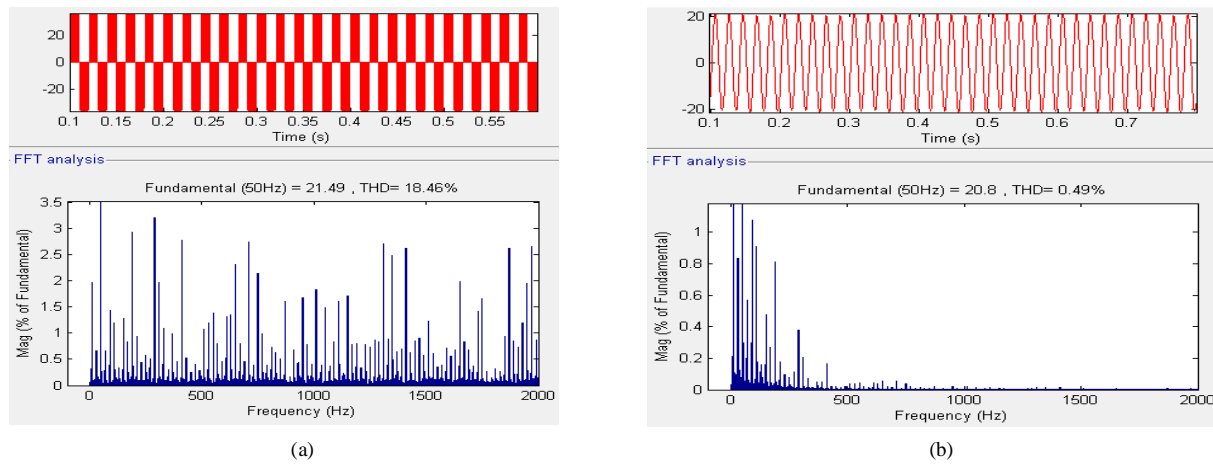 20
0
-20
0.1 0.15 0.2 0.25 0.3 0.35 0.4 0.45 0.5 0.55
Time (s)
FFT analysis
Fundamental (50Hz) = 21.49 , THD= 18.46%
3.5
3
2.5
2
1.5
1
0.5
0
Mag (% of Fundamental)
0 500 1000 1500 2000
Frequency (Hz)
(a)
20
0
-20
0.1 0.2 0.3 0.4 0.5 0.6 0.7
Time (s)
FFT analysis
Fundamental (50Hz) = 20.8 , THD= 0.49%
1
0.8
0.6
0.4
0.2
0
Mag (% of Fundamental)
0 500 1000 1500 2000
Frequency (Hz)
(b)